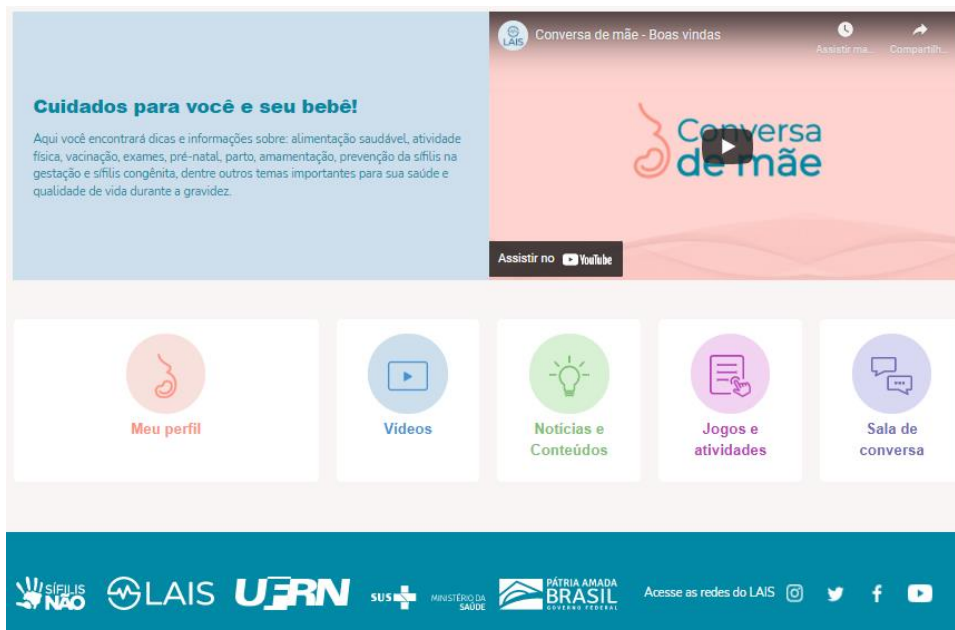 LAIS
Conversa de mãe - Boas vindas
Assistir ma...
Compartilh...
Cuidados para você e seu bebê!
Aqui você encontrará dicas e informações sobre: alimentação saudável, atividade
física, vacinação, exames, pré-natal, parto, amamentação, prevenção da sífilis na
gestação e sífilis congênita, dentre outros temas importantes para sua saúde e
qualidade de vida durante a gravidez.
Conversa
de mãe
Assistir no YouTube
Meu perfil
Vídeos
Notícias e
Conteúdos
Jogos e
atividades
Sala de
conversa
SÍFILIS
NÃO
LAIS
UFRN
SUS
MINISTÉRIO DA
SAÚDE
PÁTRIA AMADA
BRASIL
GOVERNO FEDERAL
Acesse as redes do LAIS